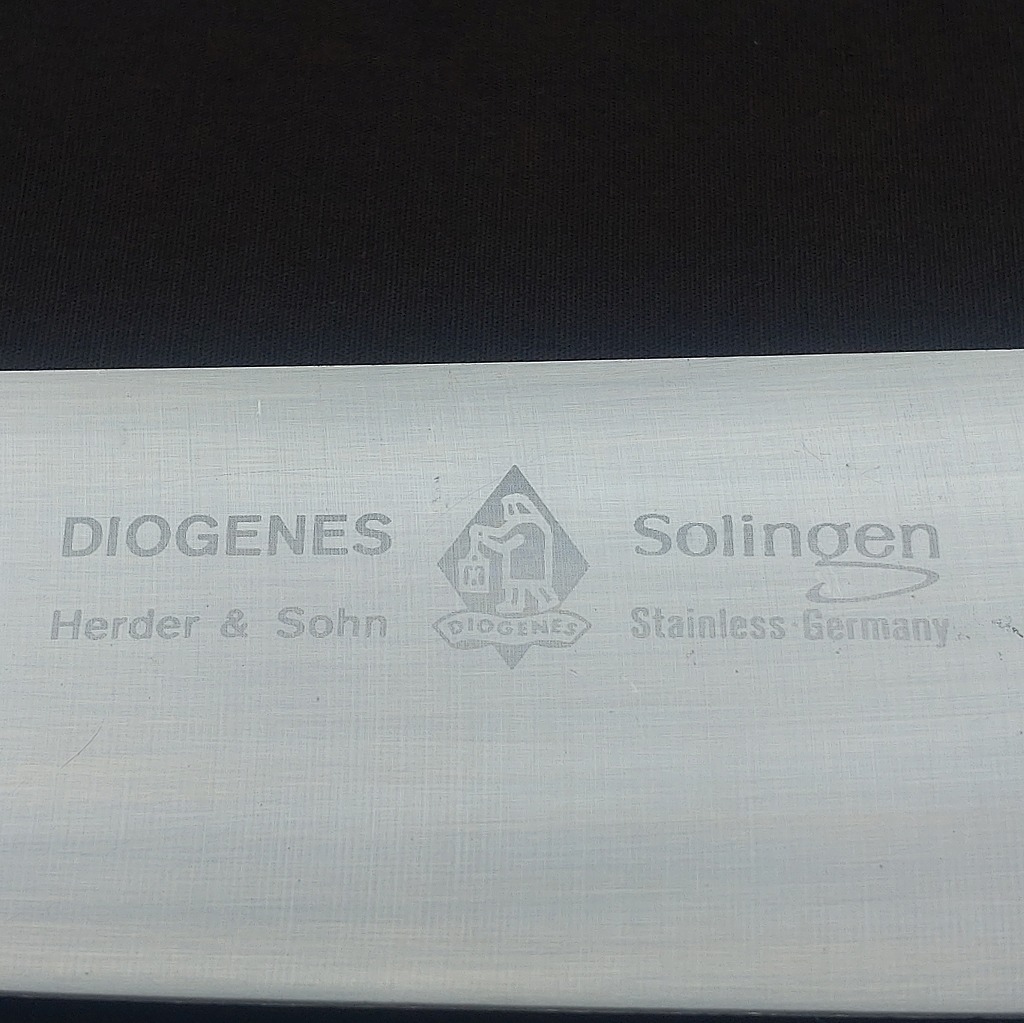 DIOGENES
Herder & Sohn
DIOGENES
Solingen
Stainless·Germany